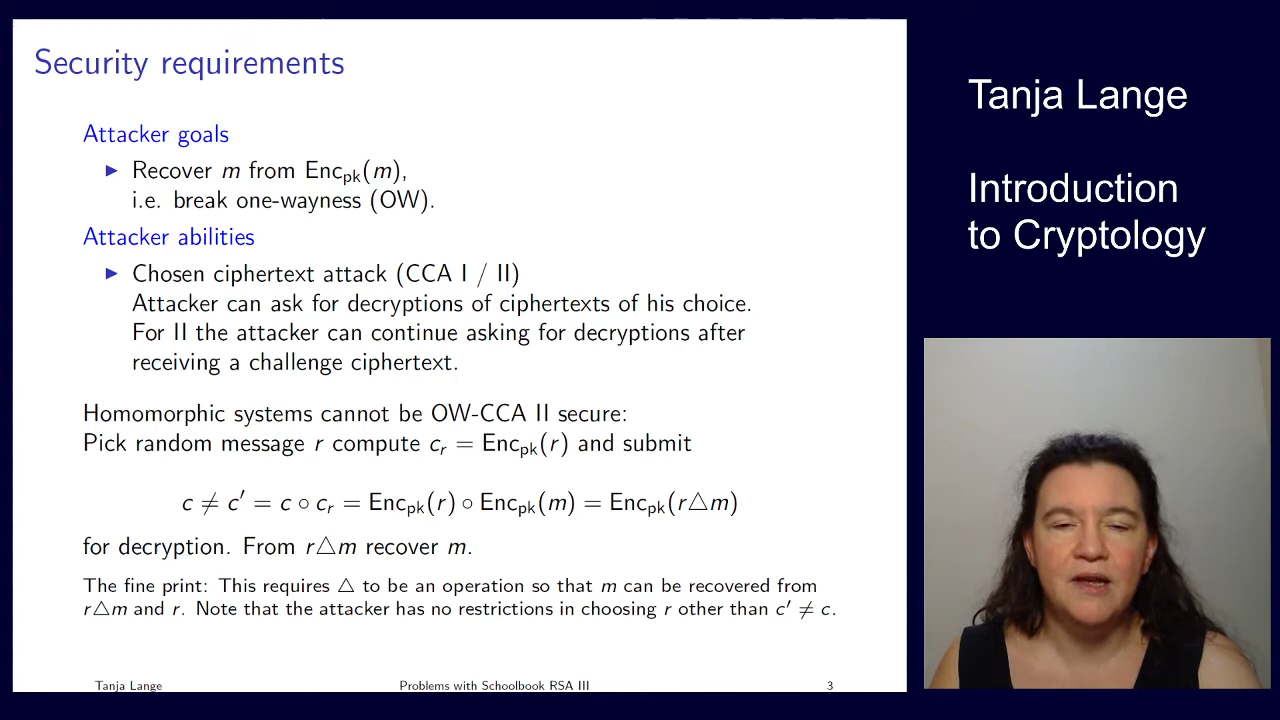 Security requirements
Attacker goals
▶ Recover m from Enc_pk(m),
i.e. break one-wayness (OW).
Attacker abilities
▶ Chosen ciphertext attack (CCA I / II)
Attacker can ask for decryptions of ciphertexts of his choice.
For II the attacker can continue asking for decryptions after
receiving a challenge ciphertext.
Homomorphic systems cannot be OW-CCA II secure:
Pick random message r compute c_r = Enc_pk(r) and submit
c ≠ c′ = c ∘ c_r = Enc_pk(r) ∘ Enc_pk(m) = Enc_pk(r△m)
for decryption. From r△m recover m.
The fine print: This requires △ to be an operation so that m can be recovered from
r△m and r. Note that the attacker has no restrictions in choosing r other than c′ ≠ c.
Tanja Lange
Problems with Schoolbook RSA III
3
Tanja Lange
Introduction
to Cryptology